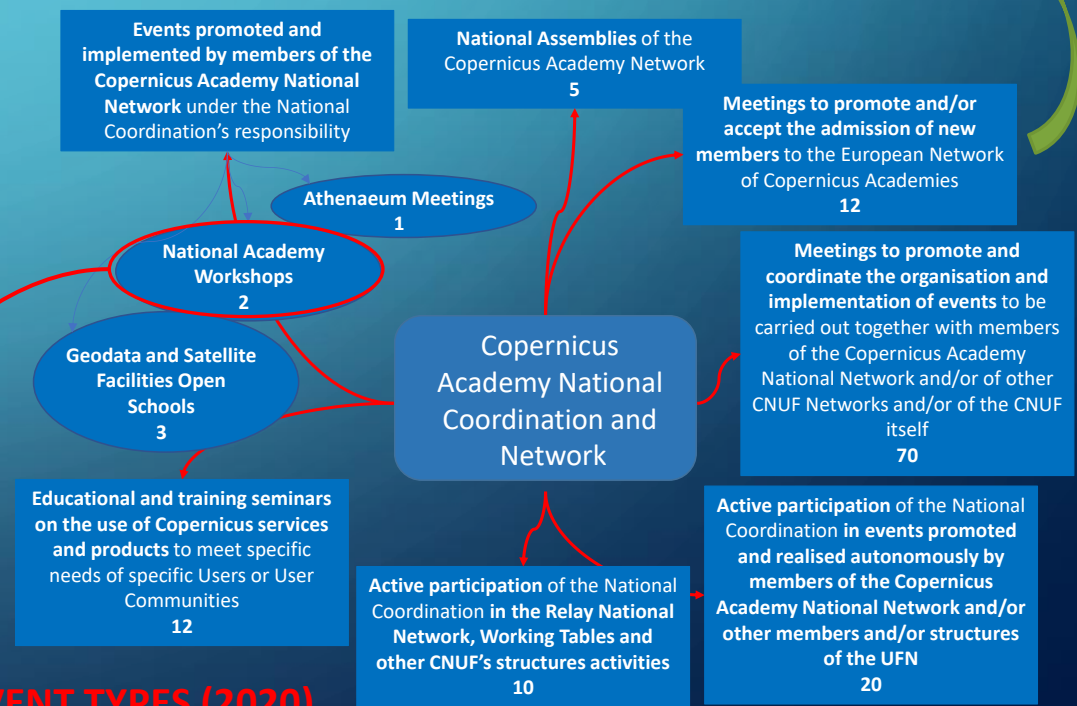 Events promoted and
implemented by members of the
Copernicus Academy National
Network under the National
Coordination's responsibility
National Assemblies of the
Copernicus Academy Network
5
Meetings to promote and/or
accept the admission of new
members to the European Network
of Copernicus Academies
12
Athenaeum Meetings
1
National Academy
Workshops
2
Geodata and Satellite
Facilities Open
Schools
3
Meetings to promote and
coordinate the organisation and
implementation of events to be
carried out together with members
of the Copernicus Academy
National Network and/or of other
CNUF Networks and/or of the CNUF
itself
70
Copernicus
Academy National
Coordination and
Network
Educational and training seminars
on the use of Copernicus services
and products to meet specific
needs of specific Users or User
Communities
12
Active participation of the National
Coordination in the Relay National
Network, Working Tables and
other CNUF's structures activities
10
Active participation of the National
Coordination in events promoted
and realised autonomously by
members of the Copernicus
Academy National Network and/or
other members and/or structures
of the UFN
20
TYPES (2020)